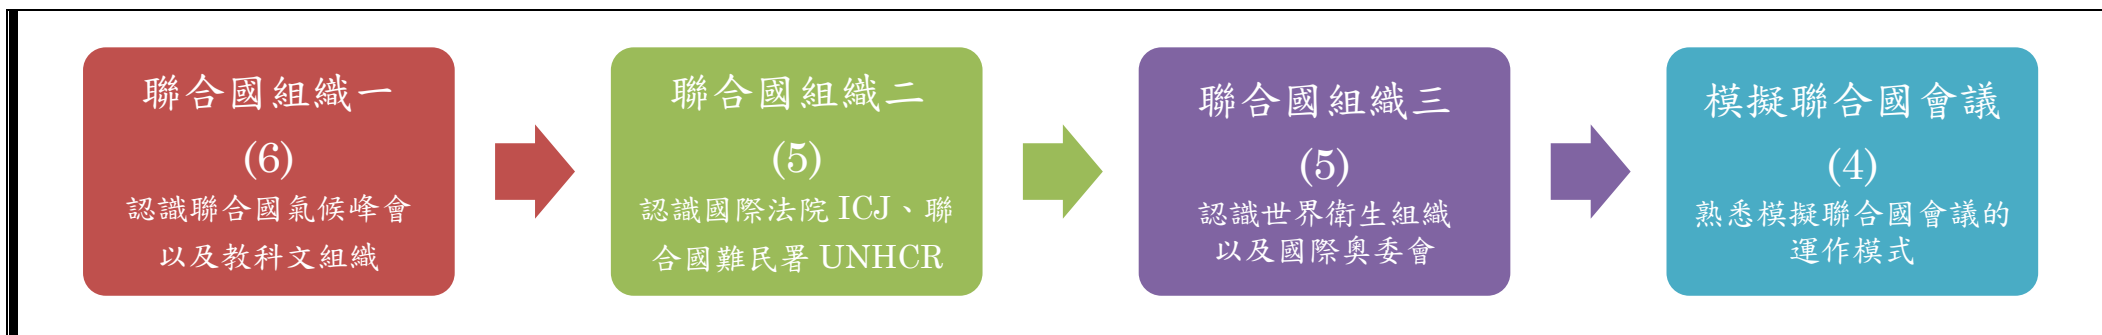 聯合國組織一
(6)
認識聯合國氣候峰會
以及教科文組織
聯合國組織二
(5)
認識國際法院 ICJ、聯
合國難民署 UNHCR
聯合國組織三
(5)
認識世界衛生組織
以及國際奧委會
模擬聯合國會議
(4)
熟悉模擬聯合國會議的
運作模式